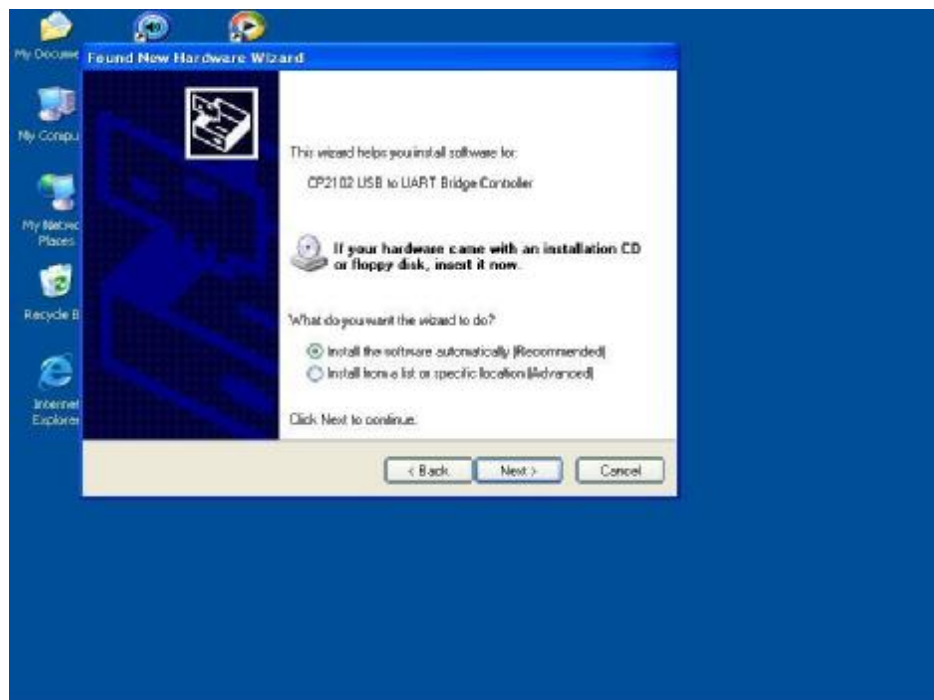 My Docume
Found New Hardware Wizard
My Compu
This wizard helps you install software for:
CP2102 USB to UART Bridge Controller
My Networ
Places
If your hardware came with an installation CD
or floppy disk, insert it now.
Recycle B
What do you want the wizard to do?
Install the software automatically (Recommended)
Install from a list or specific location (Advanced)
Internet
Explorer
Click Next to continue.
< Back
Next >
Cancel